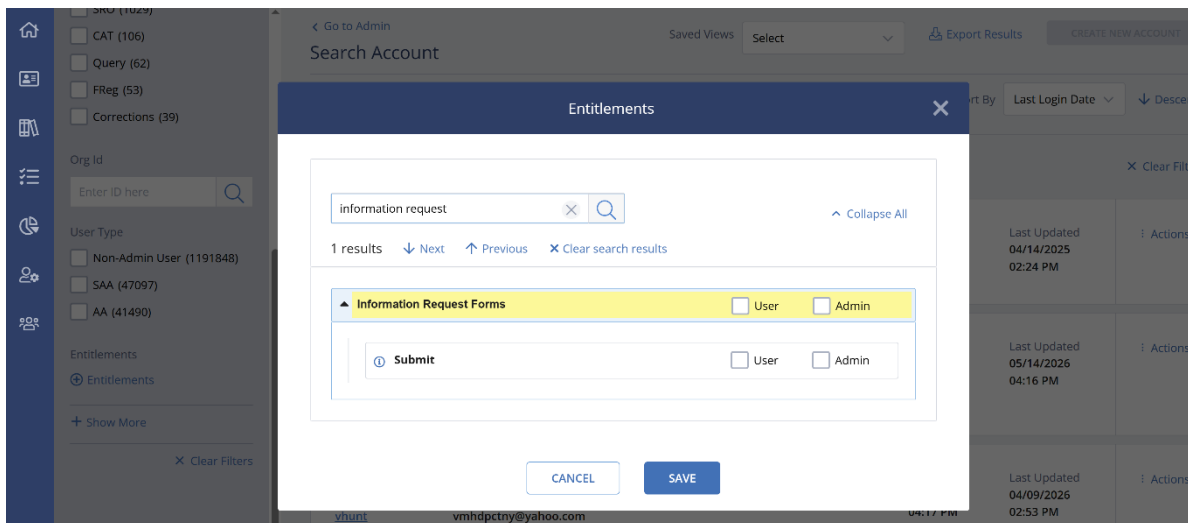 SRO (1029)
CAT (106)
Query (62)
FReg (53)
Corrections (39)
Org Id
Enter ID here
User Type
Non-Admin User (1191848)
SAA (47097)
AA (41490)
Entitlements
Entitlements
Show More
Clear Filters
Go to Admin
Search Account
Saved Views
Select
Export Results
CREATE NEW ACCOUNT
Last Login Date
Clear
Entitlements
information request
Collapse All
1 results Next Previous Clear search results
Information Request Forms User Admin
Submit User Admin
CANCEL SAVE
Last Updated
04/14/2025
02:24 PM
Actions
Last Updated
05/14/2026
04:16 PM
Actions
Last Updated
04/09/2026
02:53 PM
Actions
vhunt vmhdpctny@yahoo.com 04:17 PM